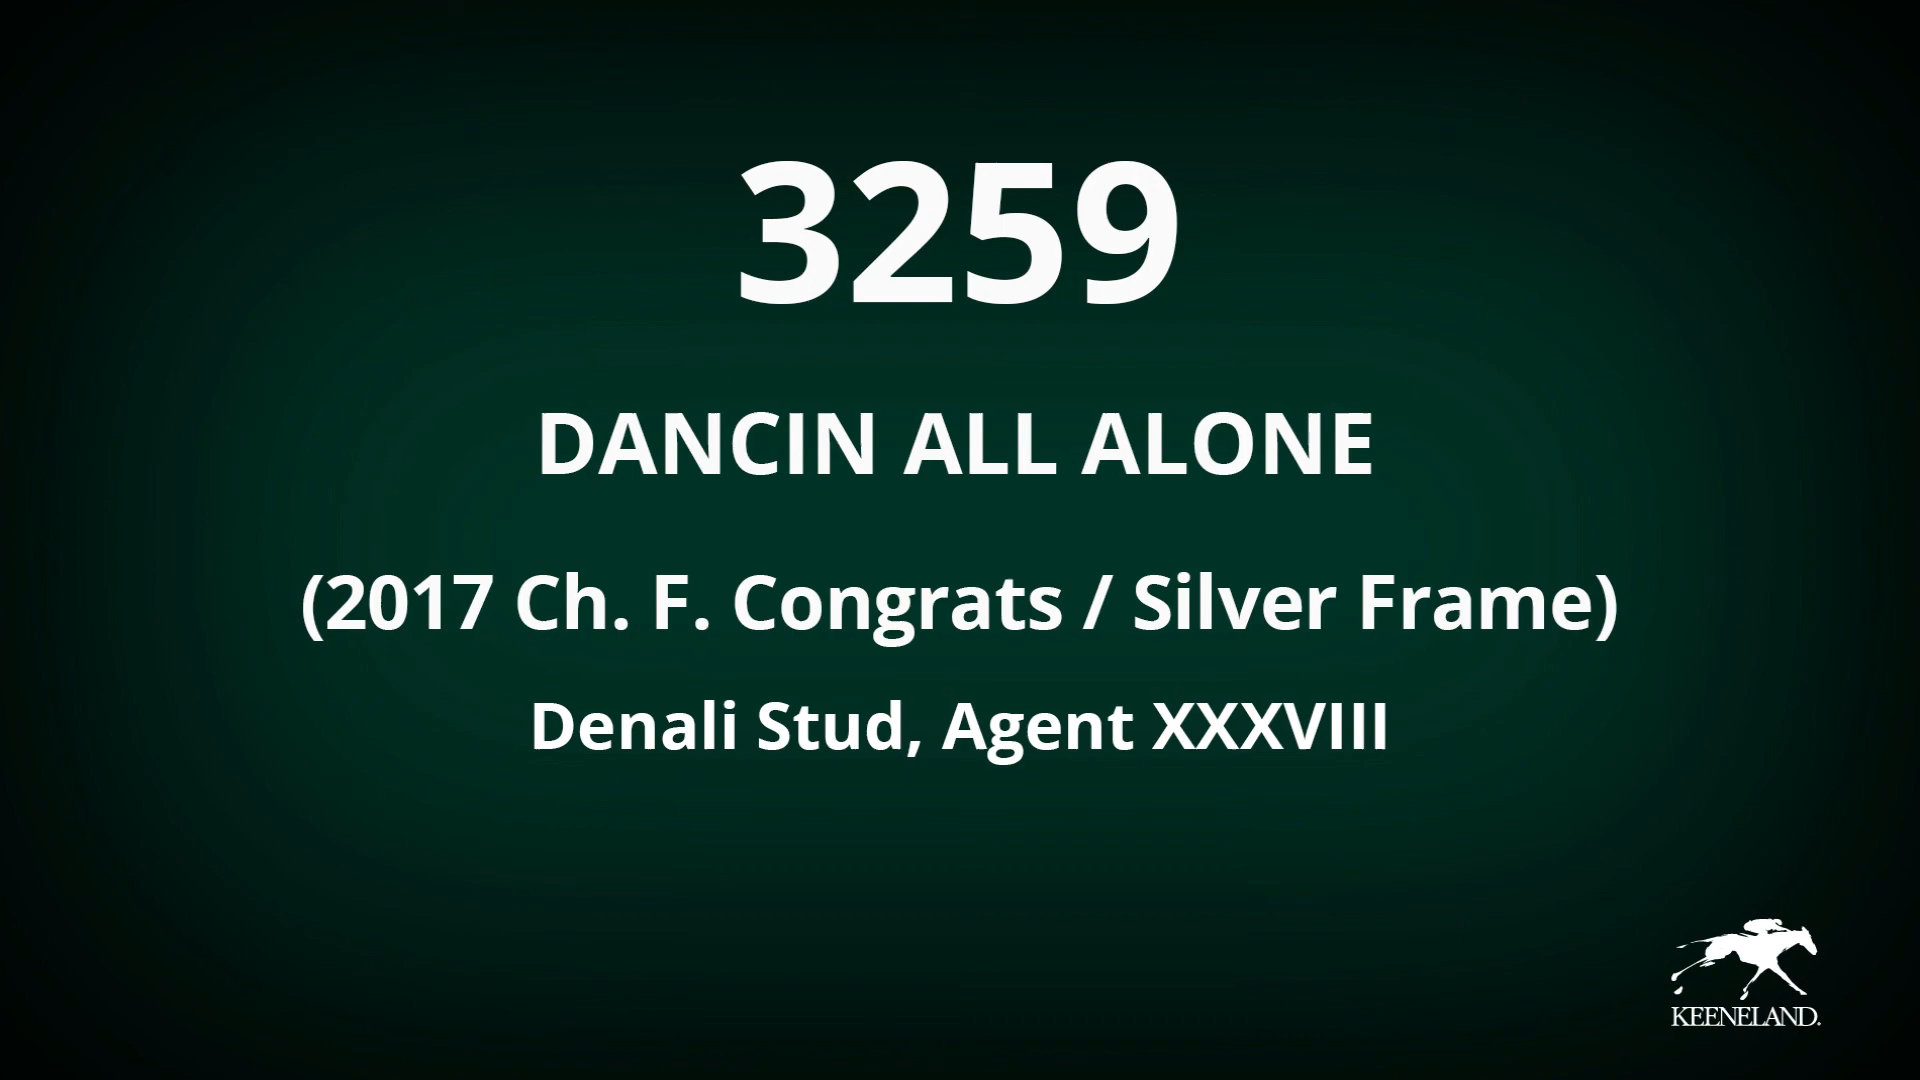 3259
DANCIN ALL ALONE
(2017 Ch. F. Congrats / Silver Frame)
Denali Stud, Agent XXXVIII
KEENELAND.